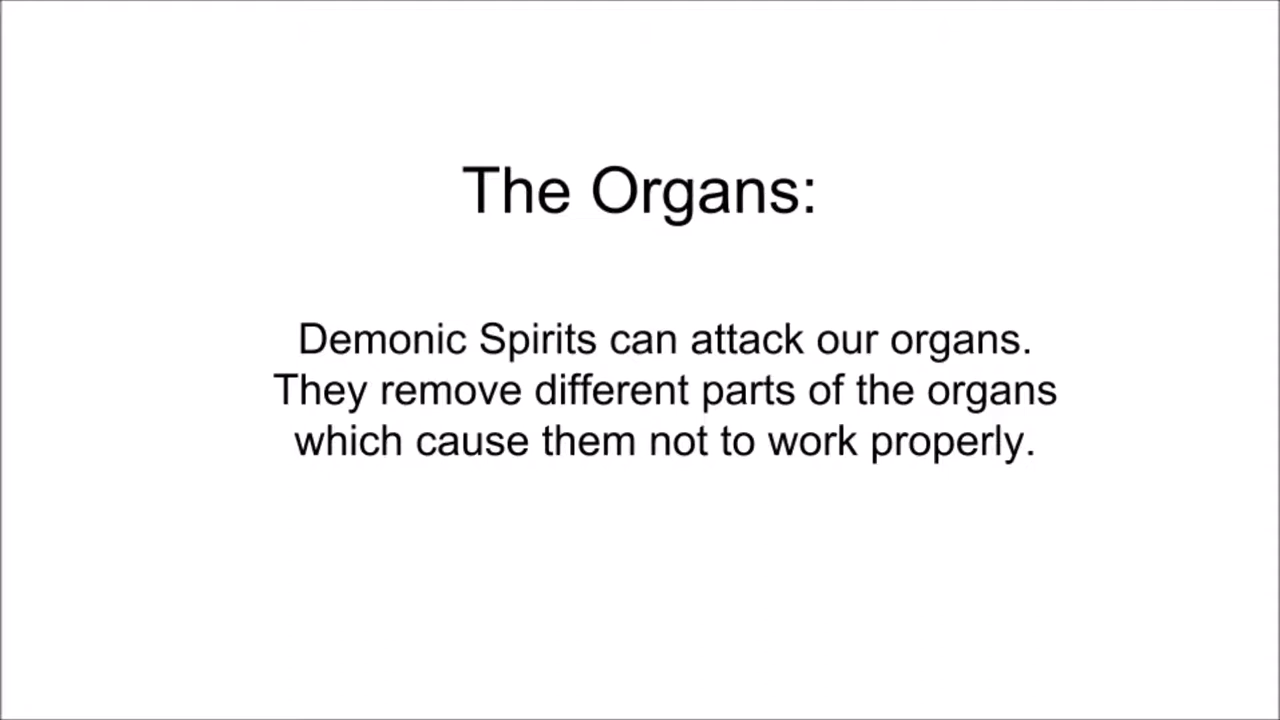 The Organs:
Demonic Spirits can attack our organs.
They remove different parts of the organs
which cause them not to work properly.